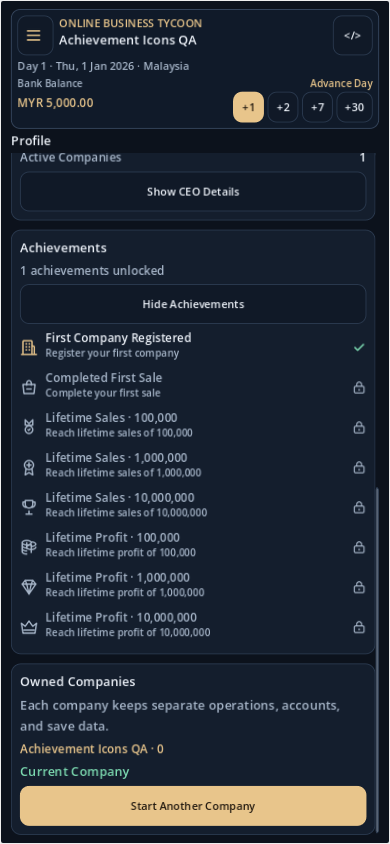 ONLINE BUSINESS TYCOON
Achievement Icons QA
</>
Day 1 · Thu, 1 Jan 2026 · Malaysia
Bank Balance
Advance Day
MYR 5,000.00
+1
+2
+7
+30
Profile
Active Companies 1
Show CEO Details
Achievements
1 achievements unlocked
Hide Achievements
First Company Registered
Register your first company
Completed First Sale
Complete your first sale
Lifetime Sales · 100,000
Reach lifetime sales of 100,000
Lifetime Sales · 1,000,000
Reach lifetime sales of 1,000,000
Lifetime Sales · 10,000,000
Reach lifetime sales of 10,000,000
Lifetime Profit · 100,000
Reach lifetime profit of 100,000
Lifetime Profit · 1,000,000
Reach lifetime profit of 1,000,000
Lifetime Profit · 10,000,000
Reach lifetime profit of 10,000,000
Owned Companies
Each company keeps separate operations, accounts,
and save data.
Achievement Icons QA · 0
Current Company
Start Another Company